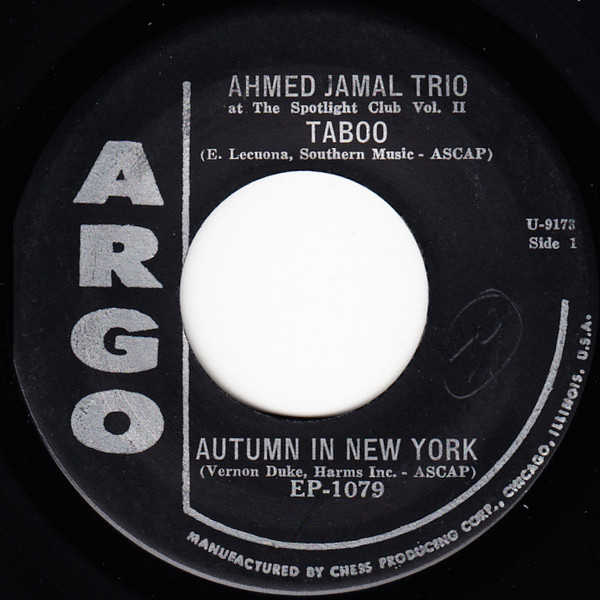 AHMED JAMAL TRIO
at The Spotlight Club Vol. II
TABOO
(E. Lecuona, Southern Music - ASCAP)
ARGO
U-9173
Side 1
AUTUMN IN NEW YORK
(Vernon Duke, Harms Inc. - ASCAP)
EP-1079
MANUFACTURED BY CHESS PRODUCING CORP., CHICAGO, ILLINOIS, U.S.A.